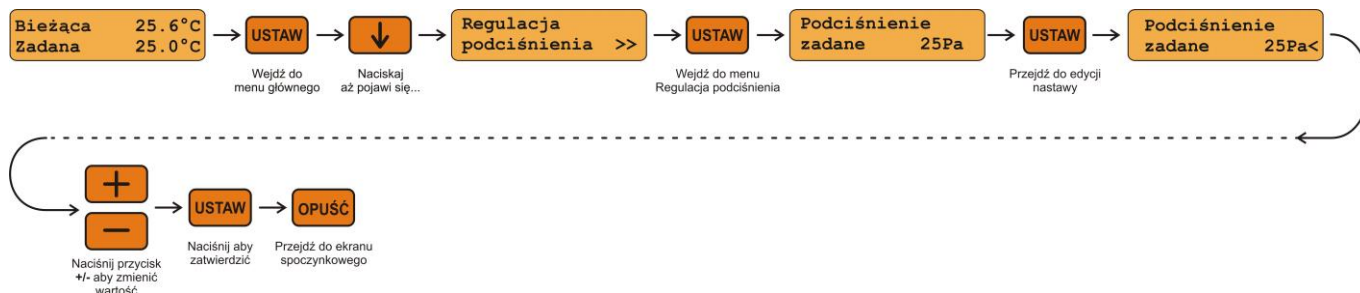 Bieżąca 25.6°C
Zadana 25.0°C
USTAW
Wejdź do
menu głównego
Naciskaj
aż pojawi się...
Regulacja
podciśnienia >>
USTAW
Wejdź do menu
Regulacja podciśnienia
Podciśnienie
zadane 25Pa
USTAW
Przejdź do edycji
nastawy
Podciśnienie
zadane 25Pa<
Naciśnij przycisk
+/- aby zmienić
wartość
USTAW
Naciśnij aby
zatwierdzić
OPUŚĆ
Przejdź do ekranu
spoczynkowego